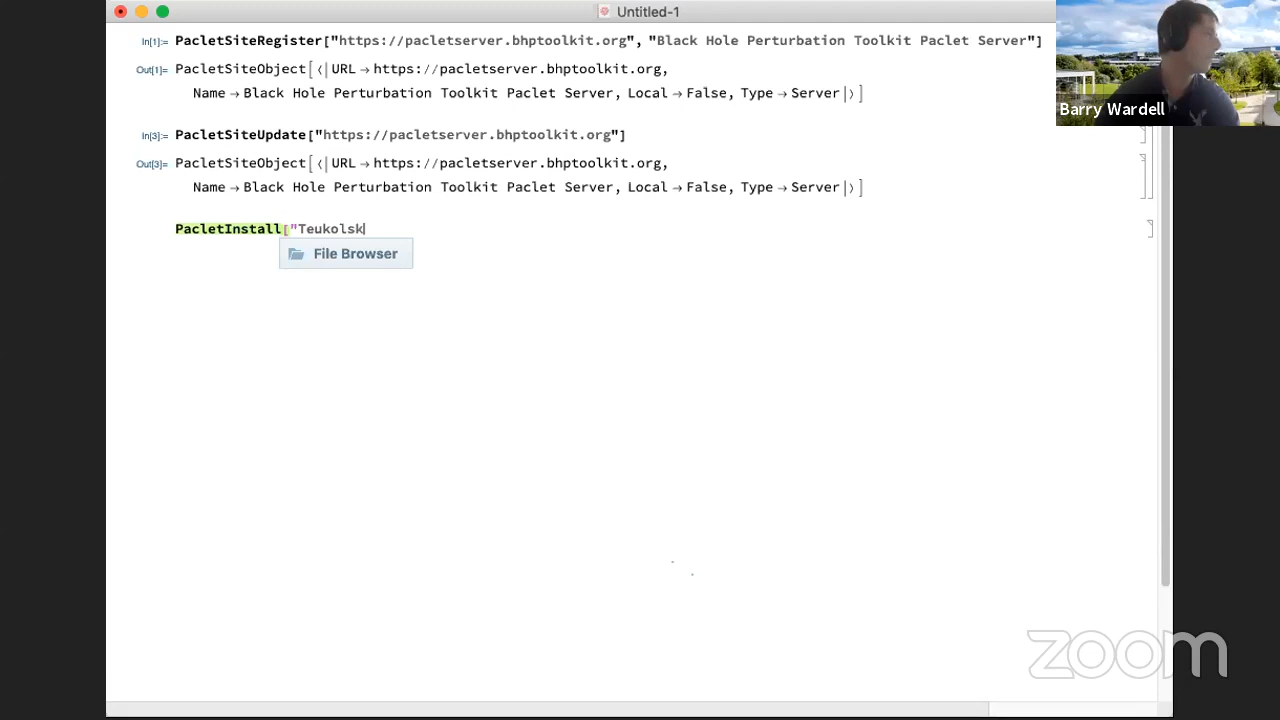 Untitled-1
In[1]:= PacletSiteRegister["https://pacletserver.bhptoolkit.org", "Black Hole Perturbation Toolkit Paclet Server"]
Out[1]= PacletSiteObject[<|URL→https://pacletserver.bhptoolkit.org,
Name→Black Hole Perturbation Toolkit Paclet Server, Local→False, Type→Server|>]
In[3]:= PacletSiteUpdate["https://pacletserver.bhptoolkit.org"]
Out[3]= PacletSiteObject[<|URL→https://pacletserver.bhptoolkit.org,
Name→Black Hole Perturbation Toolkit Paclet Server, Local→False, Type→Server|>]
PacletInstall["Teukolsk
File Browser
Barry Wardell
zoom